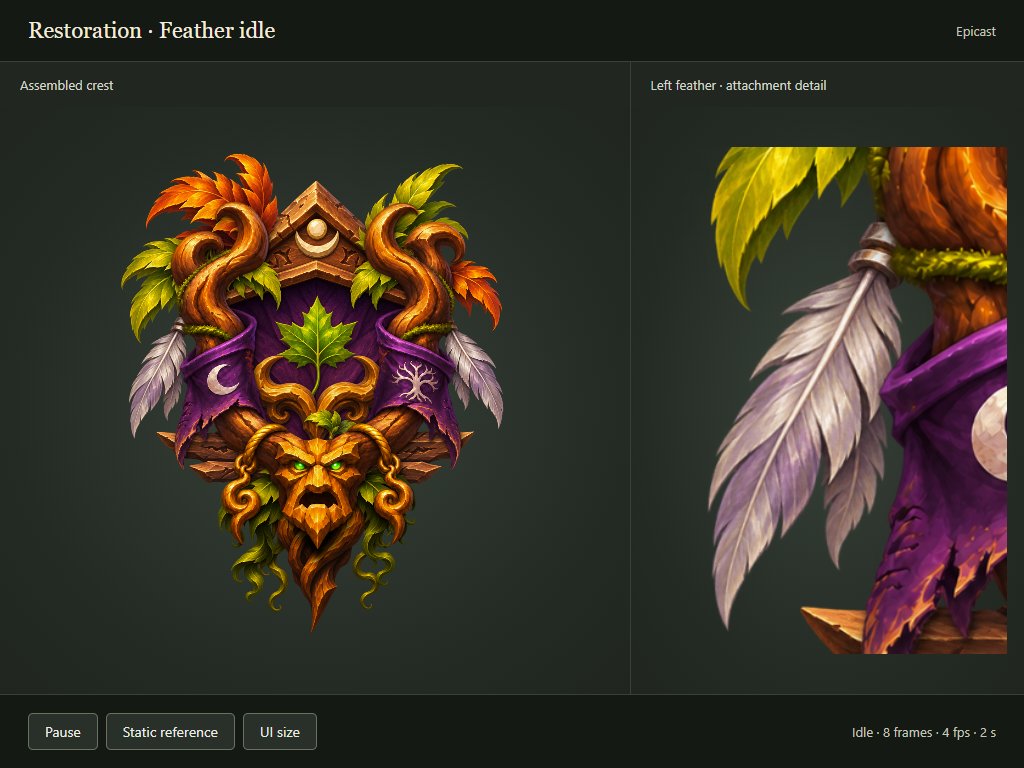 Restoration · Feather idle
Epicast
Assembled crest
Left feather · attachment detail
Pause
Static reference
UI size
Idle · 8 frames · 4 fps · 2 s